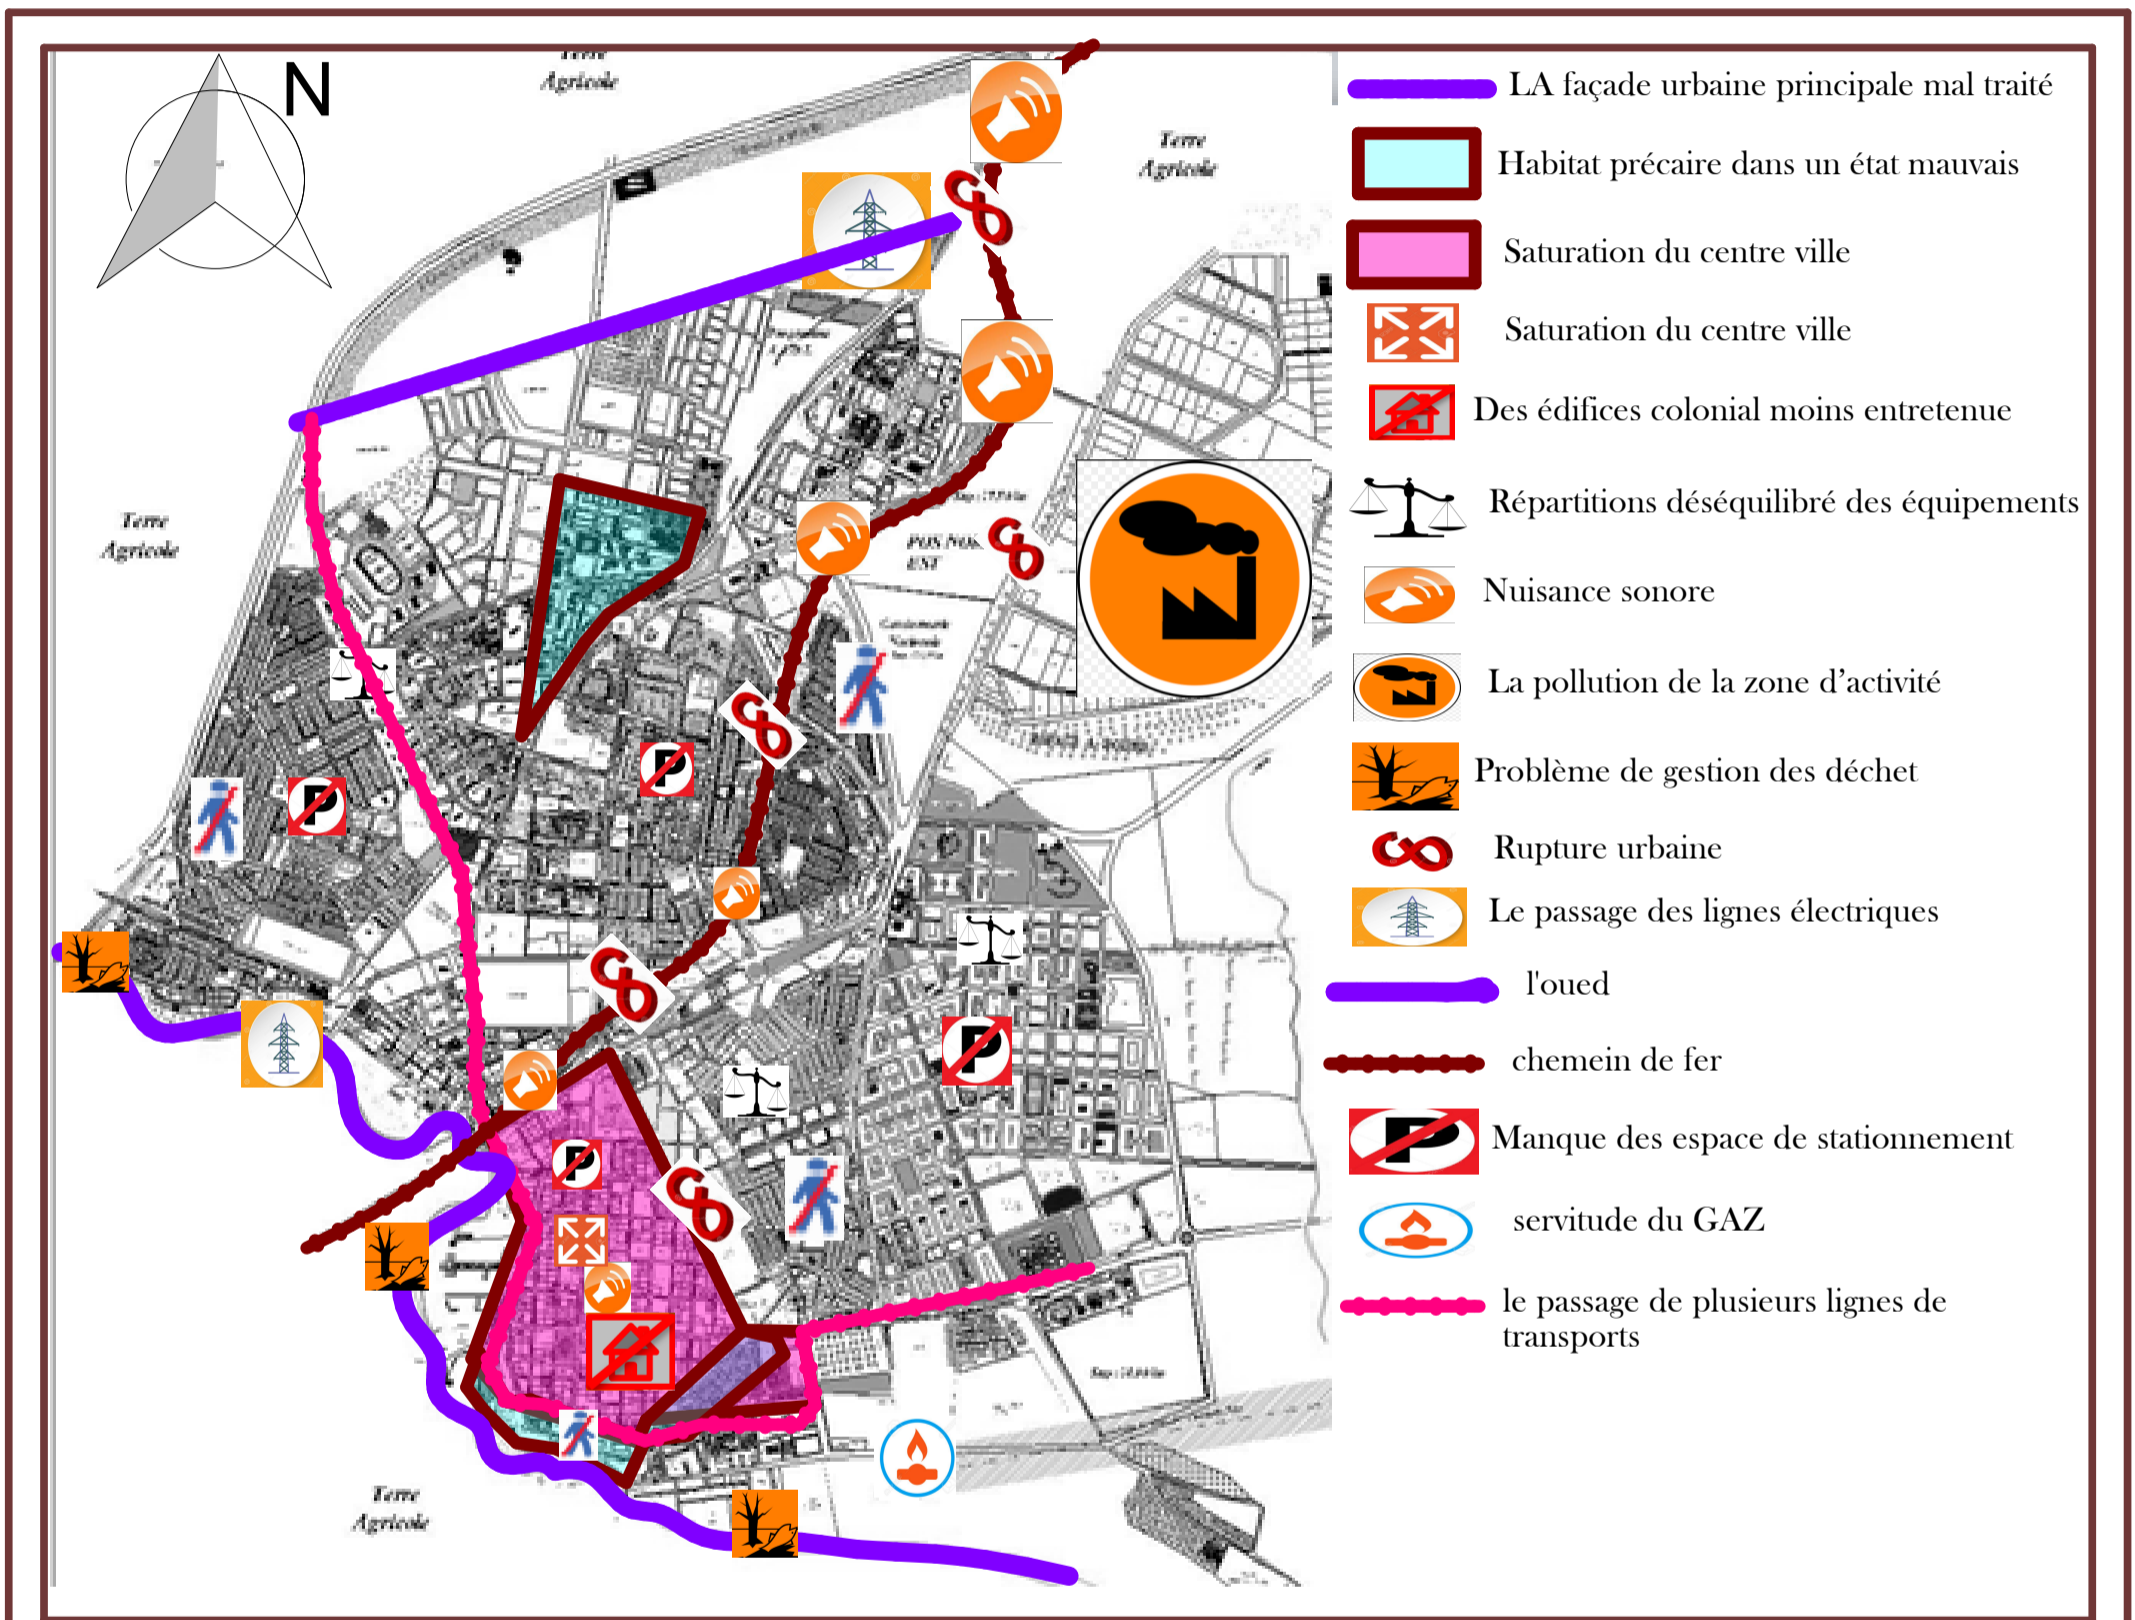 N
Terre
Agricole
Terre
Agricole
Terre
Agricole
POS NO
EST
Terre
Agricole
LA façade urbaine principale mal traité
Habitat précaire dans un état mauvais
Saturation du centre ville
Saturation du centre ville
Des édifices colonial moins entretenue
Répartitions déséquilibré des équipements
Nuisance sonore
La pollution de la zone d’activité
Problème de gestion des déchet
Rupture urbaine
Le passage des lignes électriques
l'oued
chemein de fer
P Manque des espace de stationnement
servitude du GAZ
le passage de plusieurs lignes de
transports
P
P
P
P